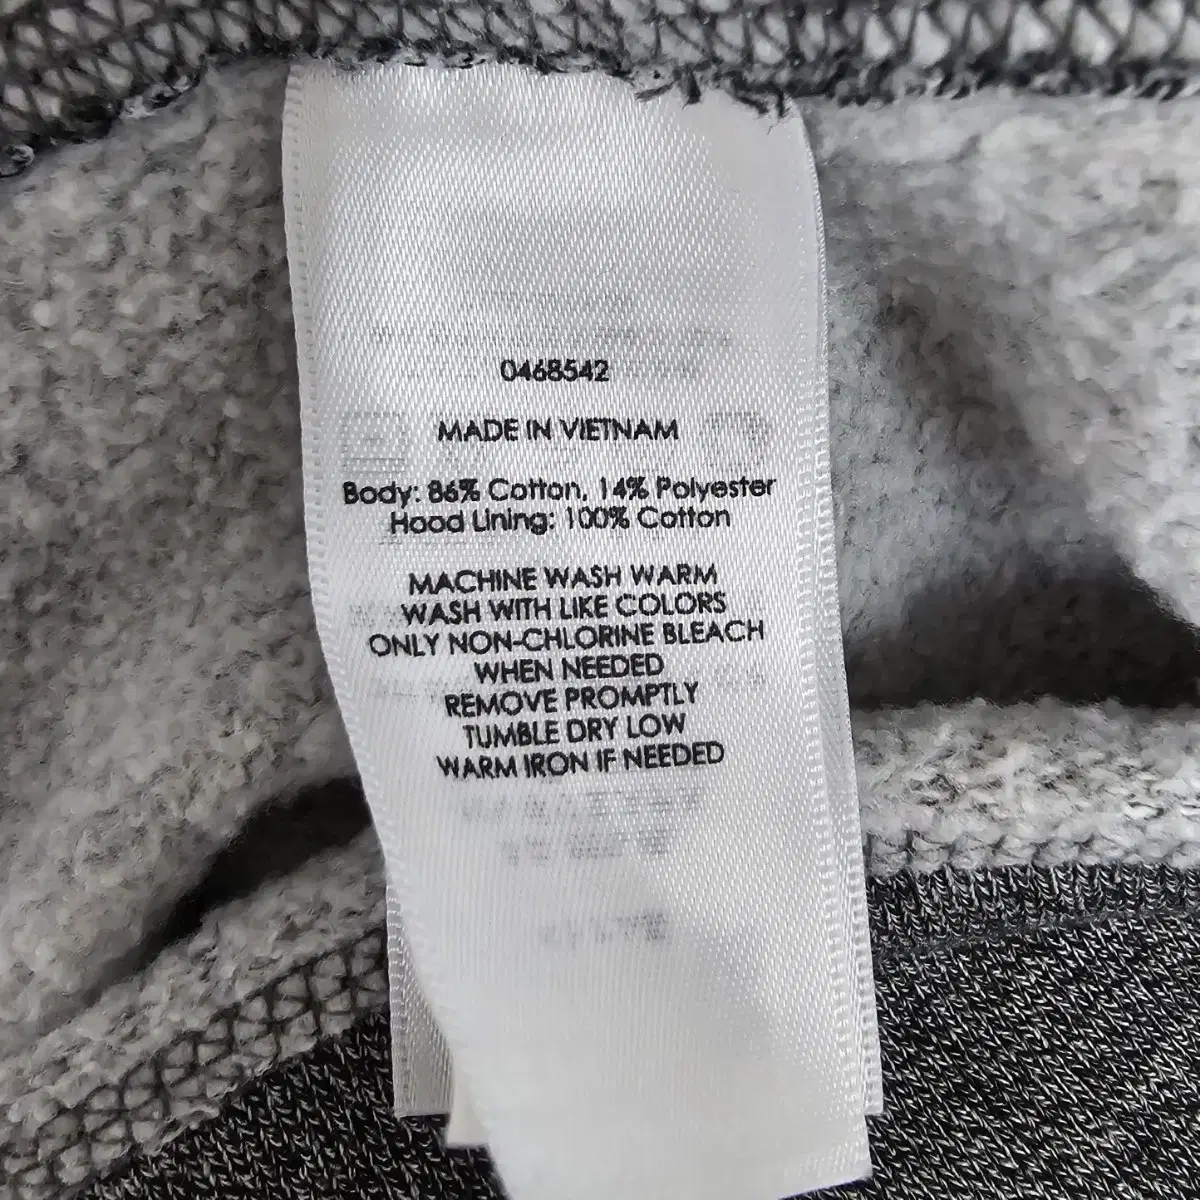 0468542
MADE IN VIETNAM
Body: 86% Cotton, 14% Polyester
Hood Lining: 100% Cotton
MACHINE WASH WARM
WASH WITH LIKE COLORS
ONLY NON-CHLORINE BLEACH
WHEN NEEDED
REMOVE PROMPTLY
TUMBLE DRY LOW
WARM IRON IF NEEDED